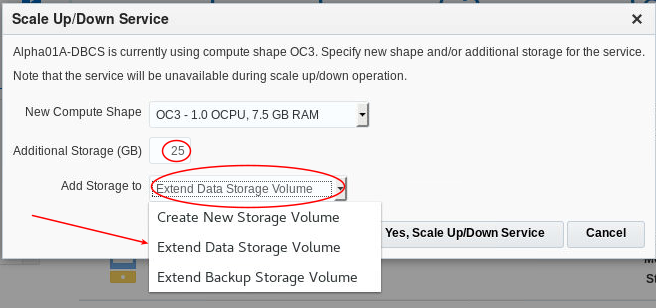 Scale Up/Down Service
Alpha01A-DBCS is currently using compute shape OC3. Specify new shape and/or additional storage for the service.
Note that the service will be unavailable during scale up/down operation.
New Compute Shape OC3 - 1.0 OCPU, 7.5 GB RAM
Additional Storage (GB) 25
Add Storage to Extend Data Storage Volume
Create New Storage Volume
Extend Data Storage Volume
Extend Backup Storage Volume
Yes, Scale Up/Down Service Cancel